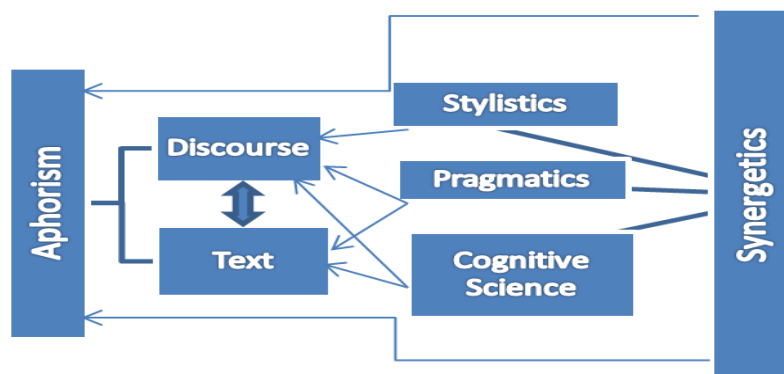 Aphorism
Discourse
Text
Stylistics
Pragmatics
Cognitive
Science
Synergetics